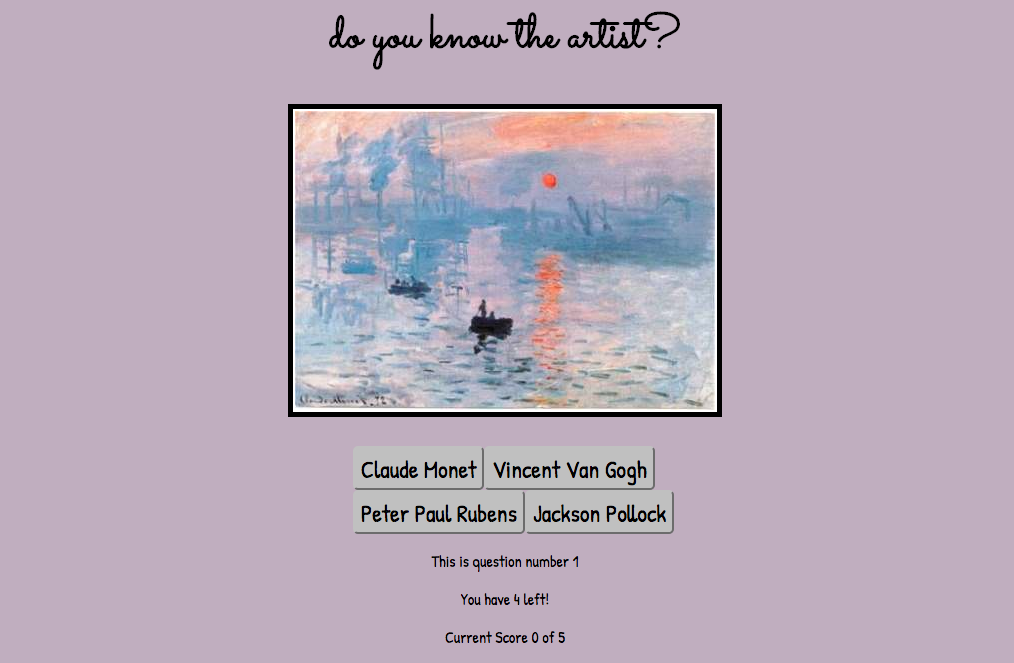 do you know the artist?
Claude Monet Vincent Van Gogh
Peter Paul Rubens Jackson Pollock
This is question number 1
You have 4 left!
Current Score 0 of 5